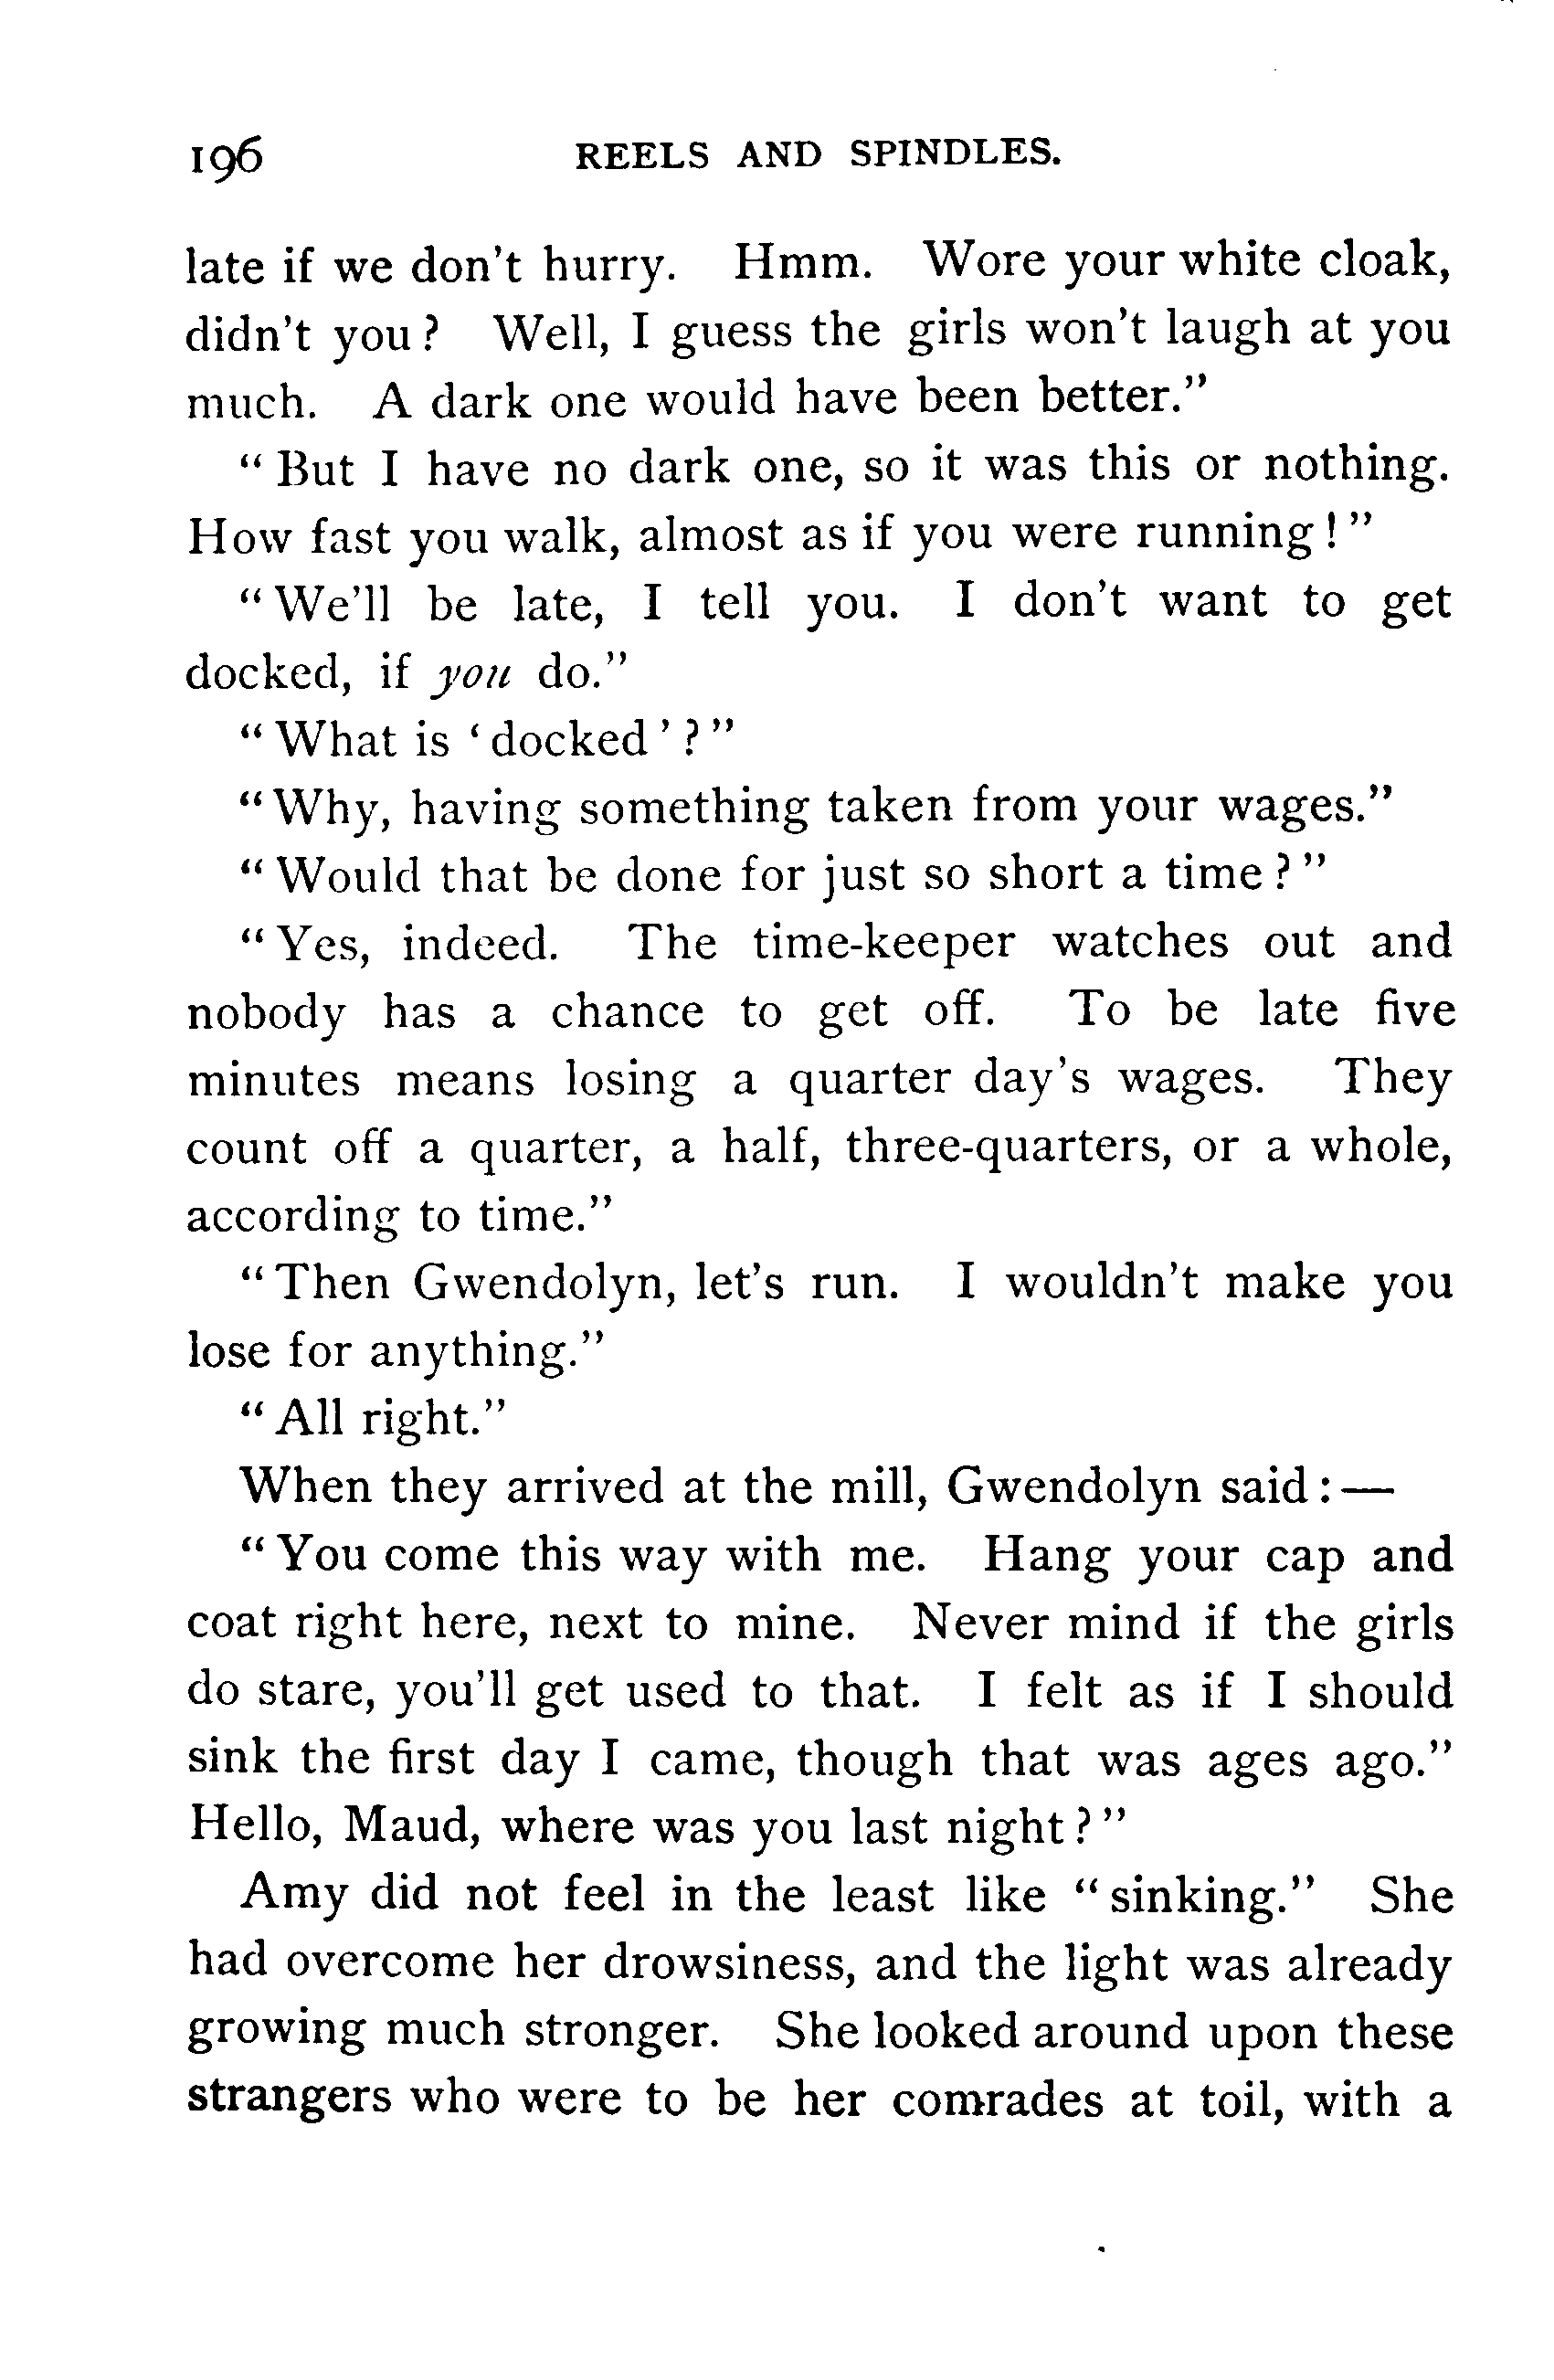 196 REELS AND SPINDLES.
late if we don't hurry. Hmm. Wore your white cloak,
didn't you? Well, I guess the girls won't laugh at you
much. A dark one would have been better.”
“But I have no dark one, so it was this or nothing.
How fast you walk, almost as if you were running!”
“We'll be late, I tell you. I don't want to get
docked, if you do.”
“What is ‘docked’?”
“Why, having something taken from your wages.”
“Would that be done for just so short a time?”
“Yes, indeed. The time-keeper watches out and
nobody has a chance to get off. To be late five
minutes means losing a quarter day's wages. They
count off a quarter, a half, three-quarters, or a whole,
according to time.”
“Then Gwendolyn, let's run. I wouldn't make you
lose for anything.”
“All right.”
When they arrived at the mill, Gwendolyn said:—
“You come this way with me. Hang your cap and
coat right here, next to mine. Never mind if the girls
do stare, you'll get used to that. I felt as if I should
sink the first day I came, though that was ages ago.”
Hello, Maud, where was you last night?”
Amy did not feel in the least like “sinking.” She
had overcome her drowsiness, and the light was already
growing much stronger. She looked around upon these
strangers who were to be her comrades at toil, with a